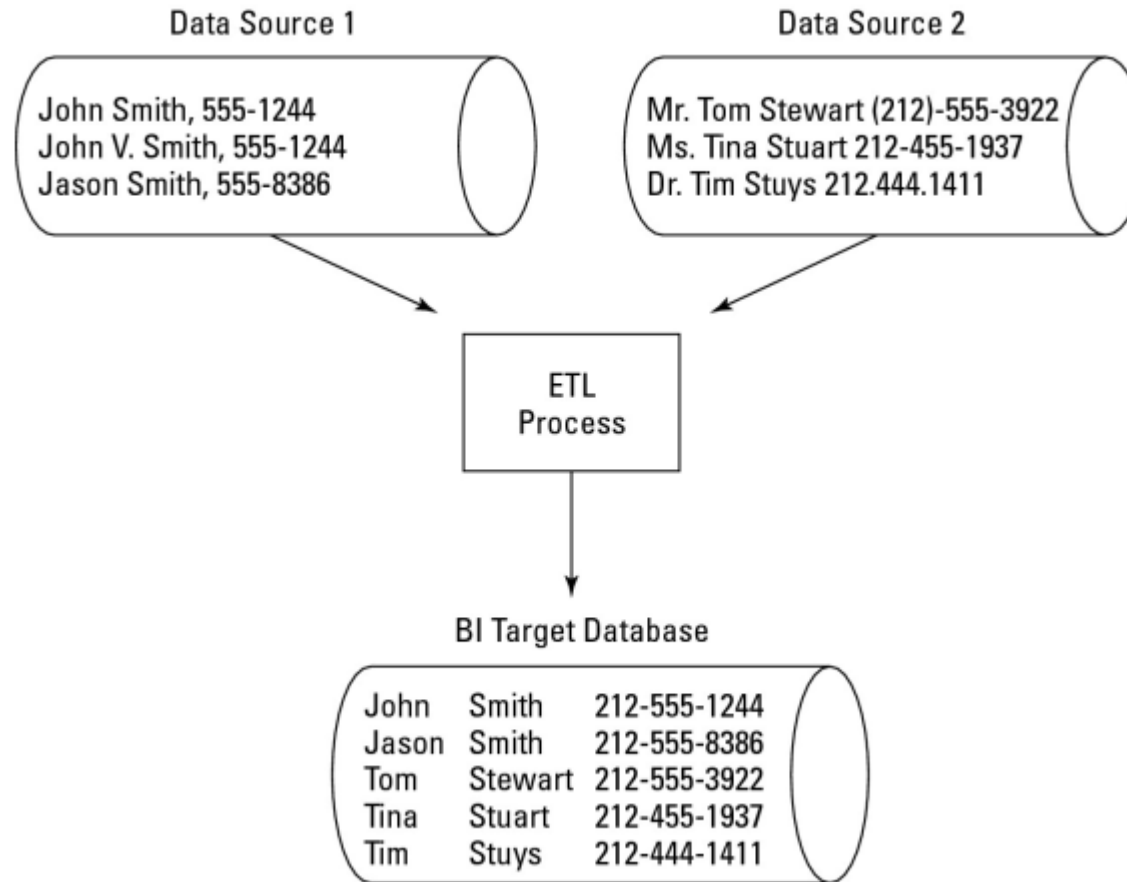 Data Source 1
John Smith, 555-1244
John V. Smith, 555-1244
Jason Smith, 555-8386
Data Source 2
Mr. Tom Stewart (212)-555-3922
Ms. Tina Stuart 212-455-1937
Dr. Tim Stuys 212.444.1411
ETL
Process
BI Target Database
John Smith 212-555-1244
Jason Smith 212-555-8386
Tom Stewart 212-555-3922
Tina Stuart 212-455-1937
Tim Stuys 212-444-1411